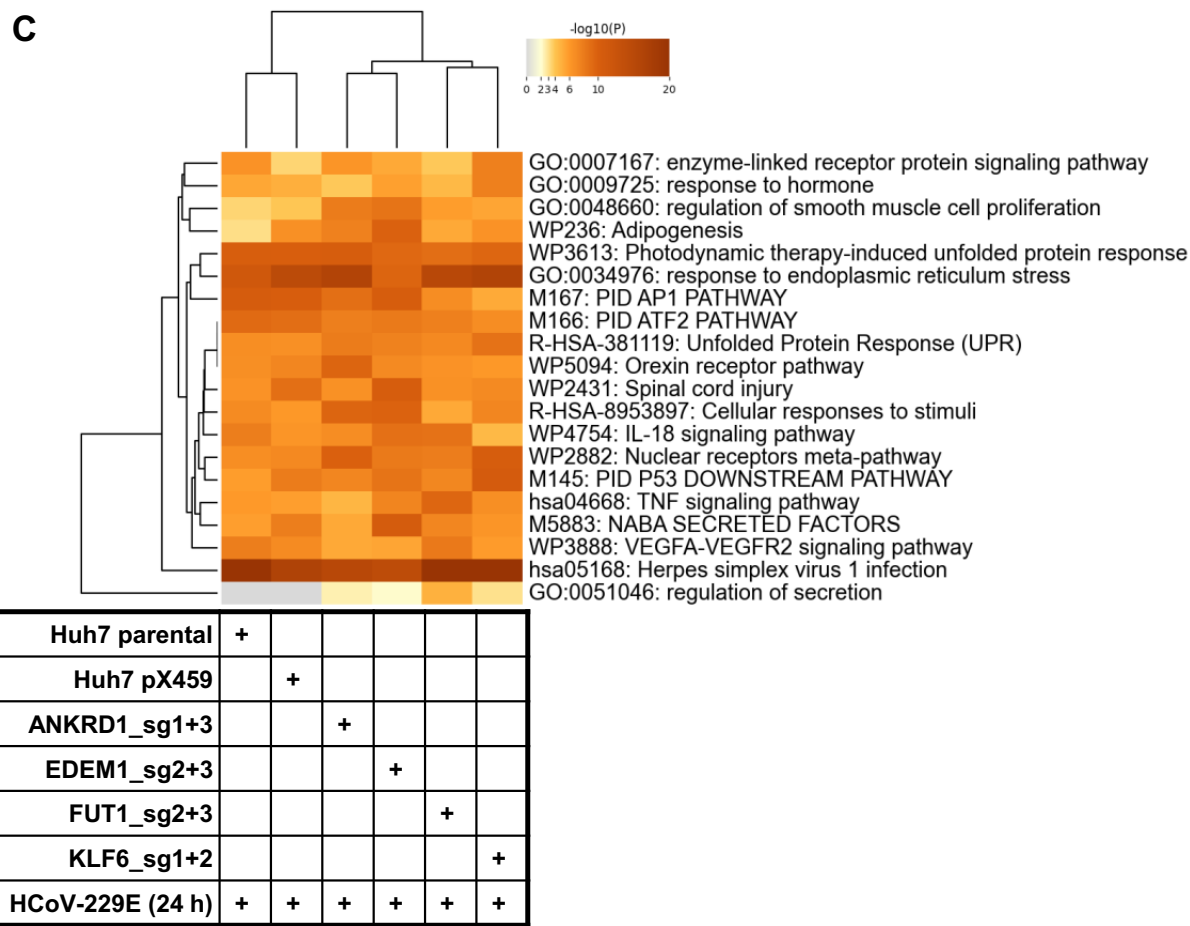 C
-log10(P)
0 2 3 4 6 10 20
GO:0007167: enzyme-linked receptor protein signaling pathway
GO:0009725: response to hormone
GO:0048660: regulation of smooth muscle cell proliferation
WP236: Adipogenesis
WP3613: Photodynamic therapy-induced unfolded protein response
GO:0034976: response to endoplasmic reticulum stress
M167: PID AP1 PATHWAY
M166: PID ATF2 PATHWAY
R-HSA-381119: Unfolded Protein Response (UPR)
WP5094: Orexin receptor pathway
WP2431: Spinal cord injury
R-HSA-8953897: Cellular responses to stimuli
WP4754: IL-18 signaling pathway
WP2882: Nuclear receptors meta-pathway
M145: PID P53 DOWNSTREAM PATHWAY
hsa04668: TNF signaling pathway
M5883: NABA SECRETED FACTORS
WP3888: VEGFA-VEGFR2 signaling pathway
hsa05168: Herpes simplex virus 1 infection
GO:0051046: regulation of secretion
Huh7 parental +
Huh7 pX459 +
ANKRD1_sg1+3 +
EDEM1_sg2+3 +
FUT1_sg2+3 +
KLF6_sg1+2 +
HCoV-229E (24 h) + + + + + +